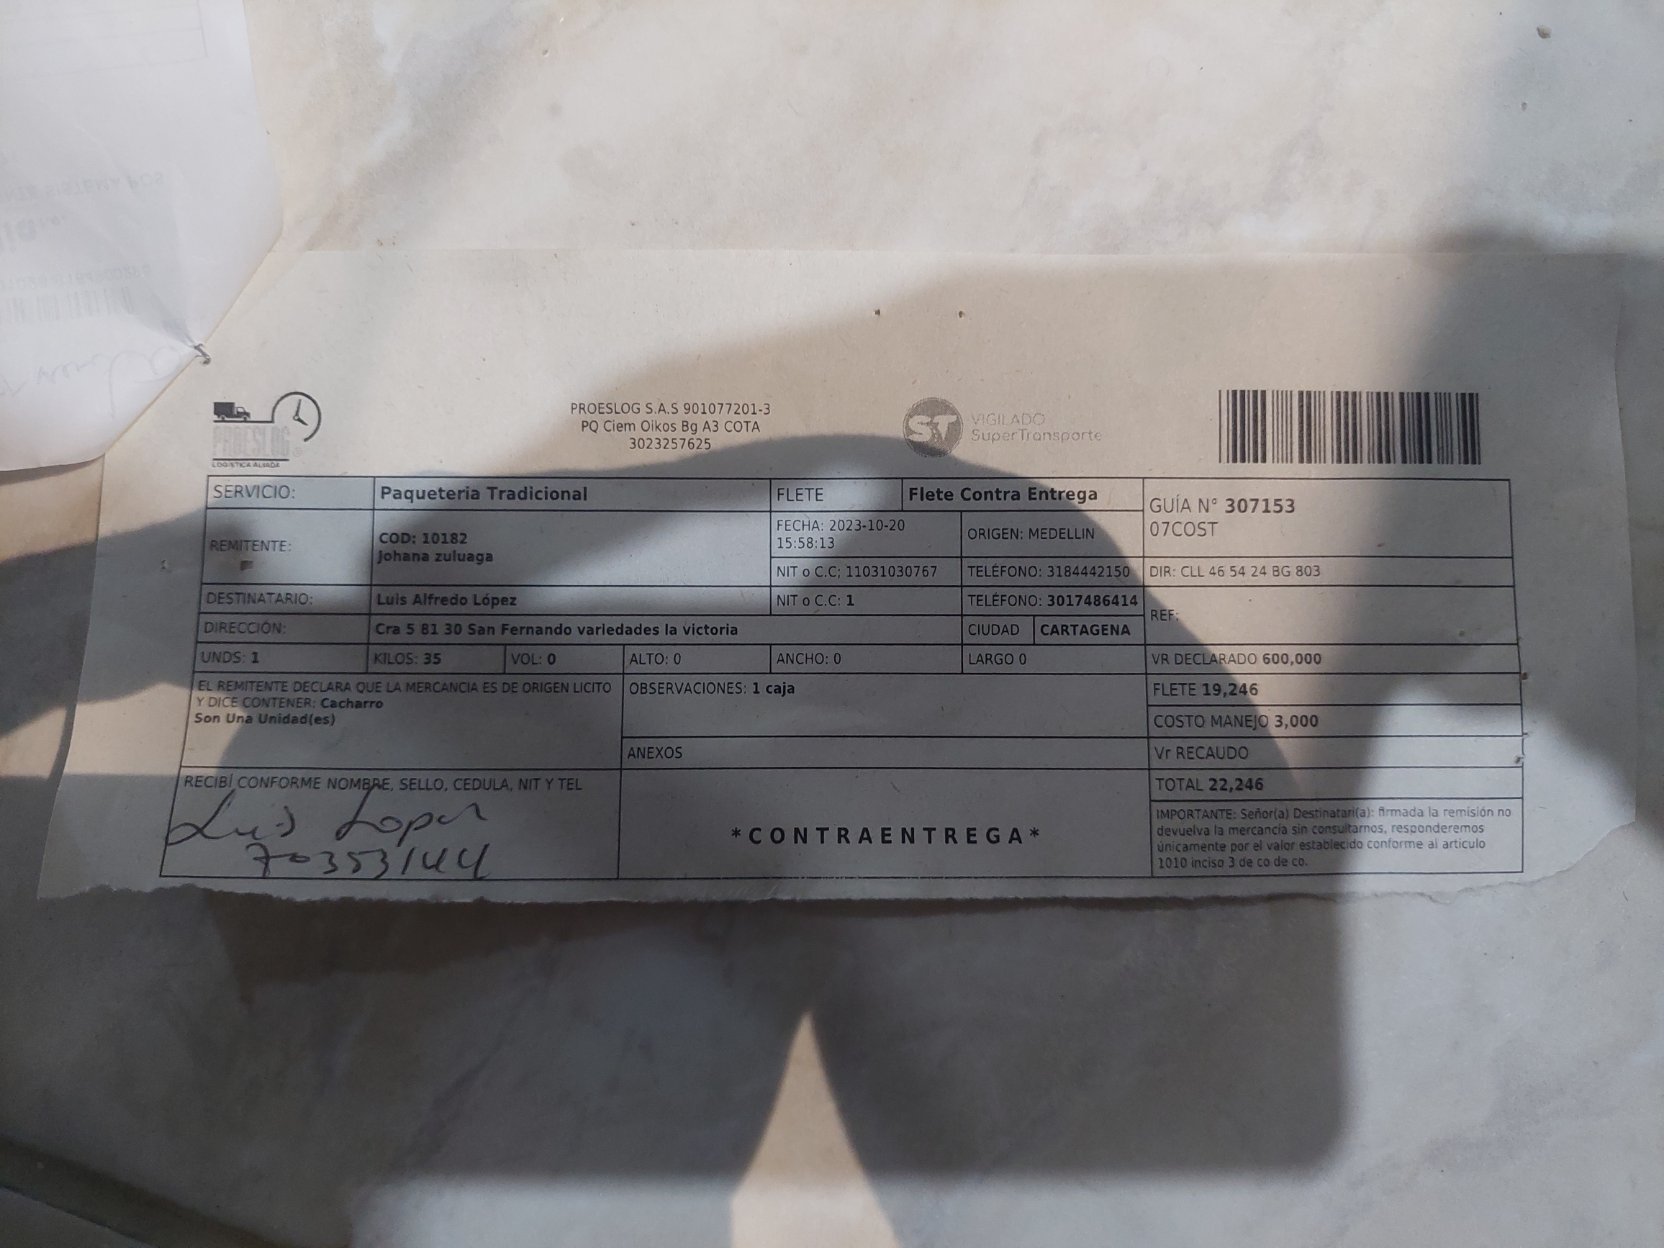 PROESLOG
LOGISTICA ALIADA
PROESLOG S.A.S 901077201-3
PQ Ciem Oikos Bg A3 COTA
3023257625
ST VIGILADO
SuperTransporte
SERVICIO: Paqueteria Tradicional FLETE Flete Contra Entrega
GUÍA N° 307153
07COST
REMITENTE: COD: 10182
Johana zuluaga
FECHA: 2023-10-20
15:58:13
ORIGEN: MEDELLIN
NIT o C.C; 11031030767 TELÉFONO: 3184442150 DIR: CLL 46 54 24 BG 803
DESTINATARIO: Luis Alfredo López NIT o C.C: 1 TELÉFONO: 3017486414
REF:
DIRECCIÓN: Cra 5 81 30 San Fernando variedades la victoria CIUDAD CARTAGENA
UNDS: 1 KILOS: 35 VOL: 0 ALTO: 0 ANCHO: 0 LARGO 0 VR DECLARADO 600,000
EL REMITENTE DECLARA QUE LA MERCANCIA ES DE ORIGEN LICITO
Y DICE CONTENER: Cacharro
Son Una Unidad(es)
OBSERVACIONES: 1 caja
FLETE 19,246
COSTO MANEJO 3,000
ANEXOS
Vr RECAUDO
RECIBÍ CONFORME NOMBRE, SELLO, CEDULA, NIT Y TEL
Luis Lopez
70353144
*CONTRAENTREGA*
TOTAL 22,246
IMPORTANTE: Señor(a) Destinatari(a): firmada la remisión no
devuelva la mercancía sin consultarnos, responderemos
únicamente por el valor establecido conforme al articulo
1010 inciso 3 de co de co.